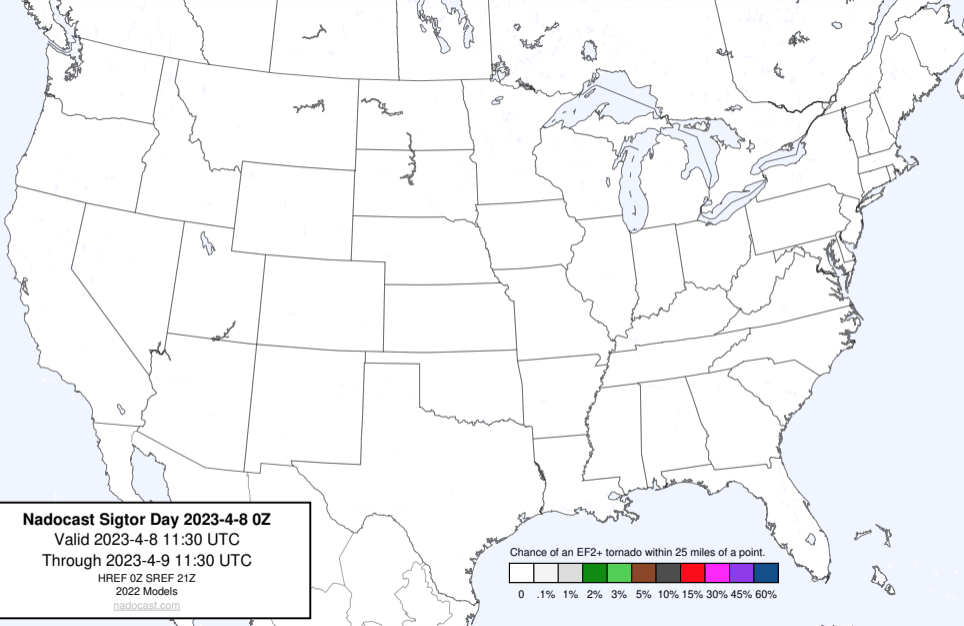 Nadocast Sigtor Day 2023-4-8 0Z
Valid 2023-4-8 11:30 UTC
Through 2023-4-9 11:30 UTC
HREF 0Z SREF 21Z
2022 Models
nadocast.com
Chance of an EF2+ tornado within 25 miles of a point.
0 .1% 1% 2% 3% 5% 10% 15% 30% 45% 60%